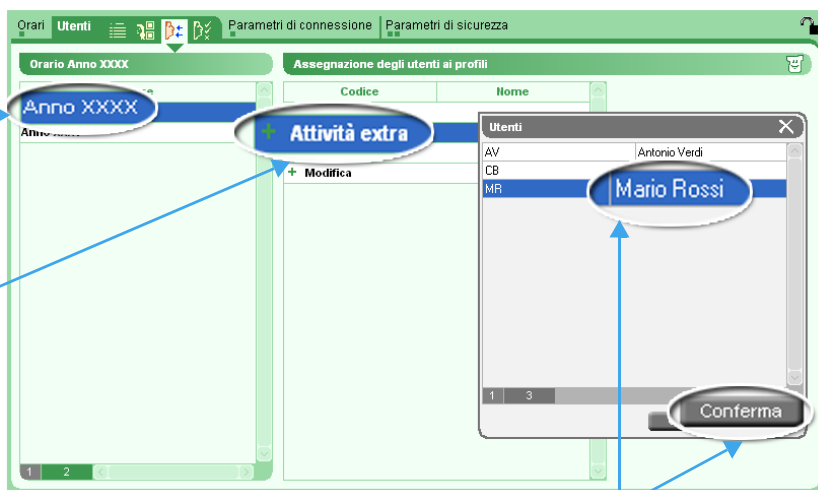 Orari Utenti Parametri di connessione Parametri di sicurezza
Orario Anno XXXX
Assegnazione degli utenti ai profili
Codice Nome
Anno XXXX
+ Attività extra
+ Modifica
Utenti
AV Antonio Verdi
CB
MR Mario Rossi
1 3
Conferma
1 2